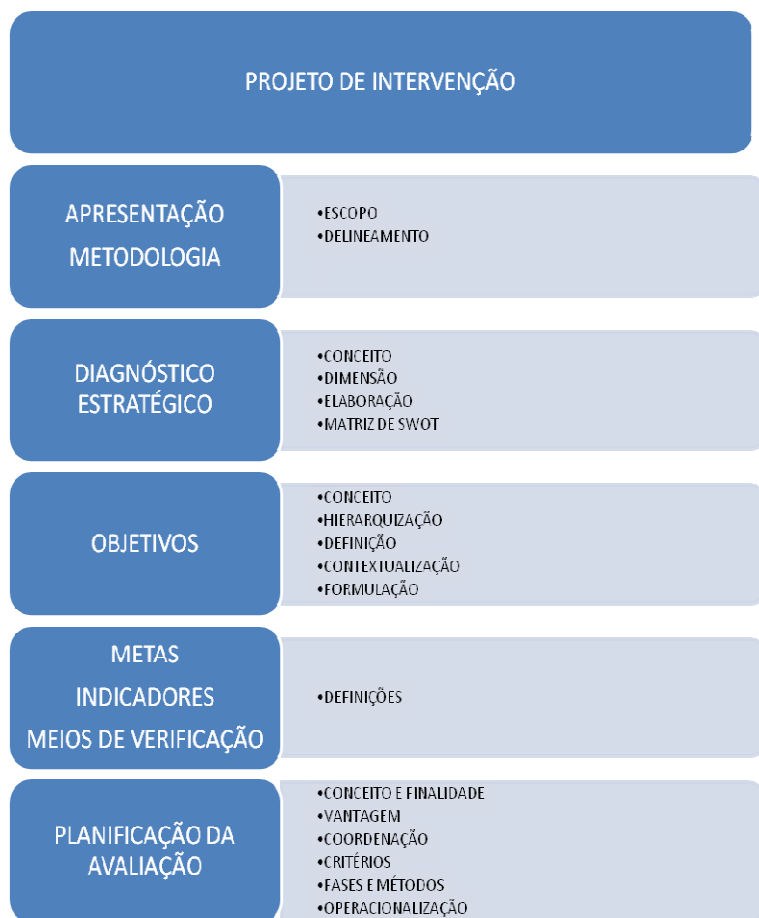 PROJETO DE INTERVENÇÃO
APRESENTAÇÃO
METODOLOGIA
•ESCOPO
•DELINEAMENTO
DIAGNÓSTICO
ESTRATÉGICO
•CONCEITO
•DIMENSÃO
•ELABORAÇÃO
•MATRIZ DE SWOT
OBJETIVOS
•CONCEITO
•HIERARQUIZAÇÃO
•DEFINIÇÃO
•CONTEXTUALIZAÇÃO
•FORMULAÇÃO
METAS
INDICADORES
MEIOS DE VERIFICAÇÃO
•DEFINIÇÕES
PLANIFICAÇÃO DA
AVALIAÇÃO
•CONCEITO E FINALIDADE
•VANTAGEM
•COORDENAÇÃO
•CRITÉRIOS
•FASES E MÉTODOS
•OPERACIONALIZAÇÃO